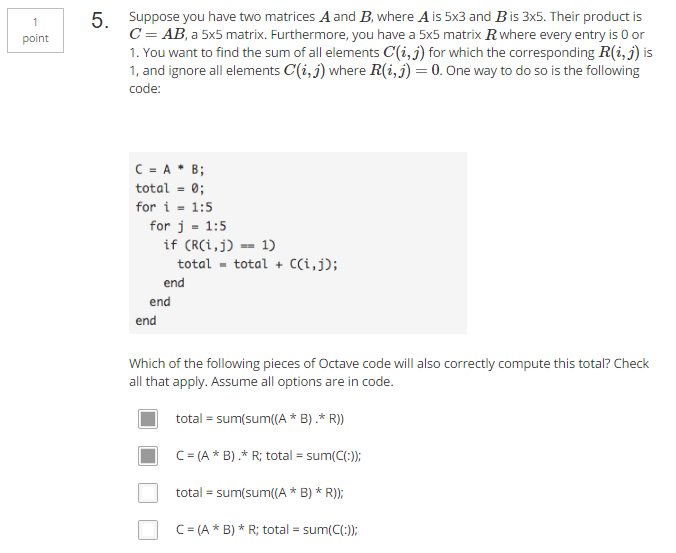 1
point
5.
Suppose you have two matrices A and B, where A is 5x3 and B is 3x5. Their product is
C = AB, a 5x5 matrix. Furthermore, you have a 5x5 matrix R where every entry is 0 or
1. You want to find the sum of all elements C(i, j) for which the corresponding R(i, j) is
1, and ignore all elements C(i, j) where R(i, j) = 0. One way to do so is the following
code:
C = A * B;
total = 0;
for i = 1:5
for j = 1:5
if (R(i,j) == 1)
total = total + C(i,j);
end
end
end
Which of the following pieces of Octave code will also correctly compute this total? Check
all that apply. Assume all options are in code.
total = sum(sum((A * B) .* R))
C = (A * B) .* R; total = sum(C(:));
total = sum(sum((A * B) * R));
C = (A * B) * R; total = sum(C(:));